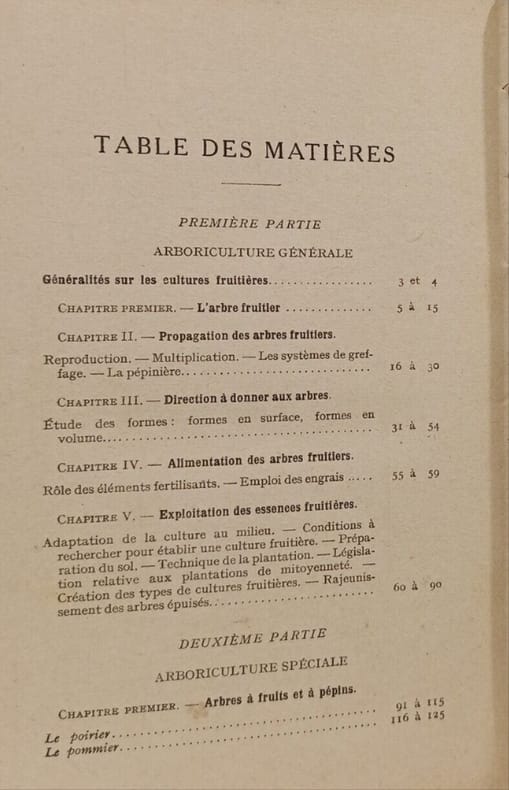 TABLE DES MATIÈRES
PREMIÈRE PARTIE
ARBORICULTURE GÉNÉRALE
Généralités sur les cultures fruitières................. 3 et 4
CHAPITRE PREMIER. — L'arbre fruitier .............. 5 à 15
CHAPITRE II. — Propagation des arbres fruitiers.
Reproduction. — Multiplication. — Les systèmes de gref-
fage. — La pépinière............................... 16 à 30
CHAPITRE III. — Direction à donner aux arbres.
Étude des formes : formes en surface, formes en
volume............................................. 31 à 54
CHAPITRE IV. — Alimentation des arbres fruitiers.
Rôle des éléments fertilisants. — Emploi des engrais ..... 55 à 59
CHAPITRE V. — Exploitation des essences fruitières.
Adaptation de la culture au milieu. — Conditions à
rechercher pour établir une culture fruitière. — Prépa-
ration du sol. — Technique de la plantation. — Législa-
tion relative aux plantations de mitoyenneté. —
Création des types de cultures fruitières. — Rajeunis-
sement des arbres épuisés.......................... 60 à 90
DEUXIÈME PARTIE
ARBORICULTURE SPÉCIALE
CHAPITRE PREMIER. — Arbres à fruits et à pépins.
Le poirier......................................... 91 à 115
Le pommier......................................... 116 à 125